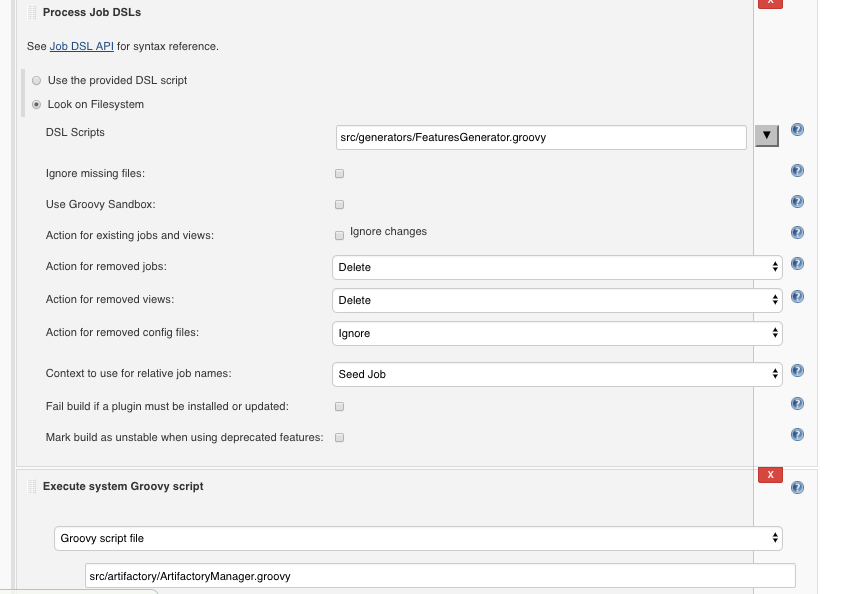 X
Process Job DSLs
See Job DSL API for syntax reference.
Use the provided DSL script
Look on Filesystem
DSL Scripts
src/generators/FeaturesGenerator.groovy
▼
?
Ignore missing files:
?
Use Groovy Sandbox:
?
Action for existing jobs and views:
Ignore changes
?
Action for removed jobs:
Delete
?
Action for removed views:
Delete
?
Action for removed config files:
Ignore
Context to use for relative job names:
Seed Job
?
Fail build if a plugin must be installed or updated:
?
Mark build as unstable when using deprecated features:
?
X
Execute system Groovy script
?
Groovy script file
src/artifactory/ArtifactoryManager.groovy